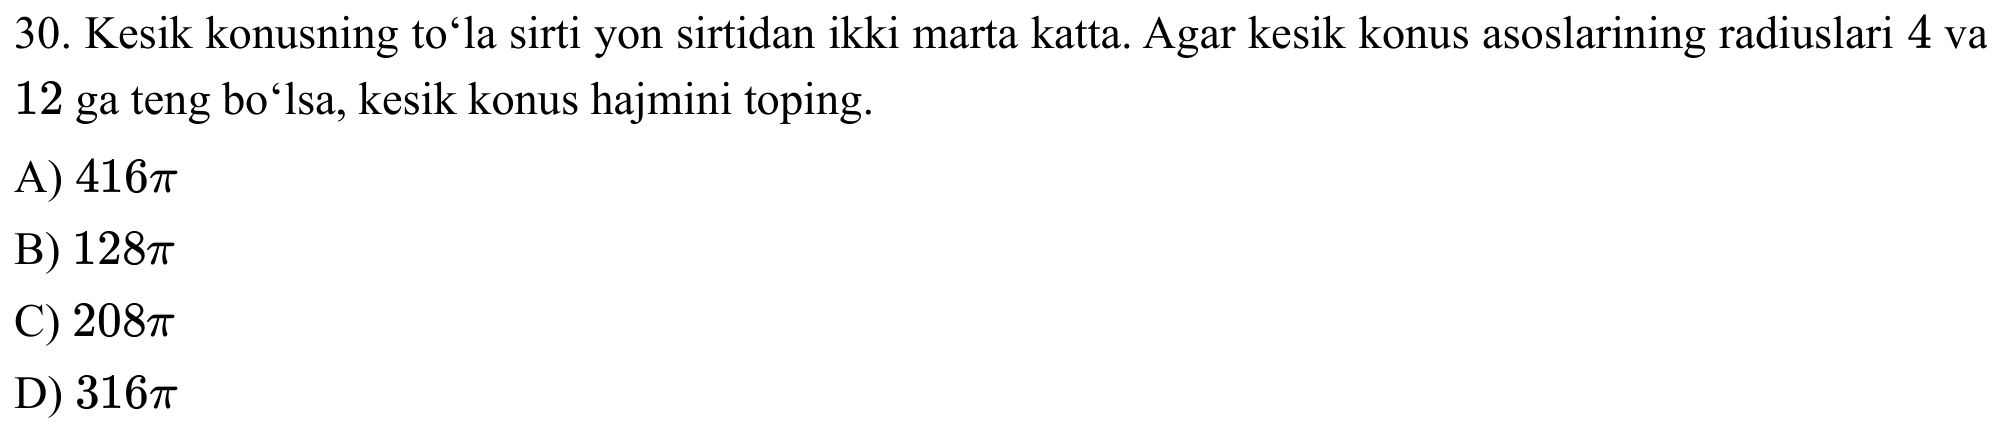 30. Kesik konusning to‘la sirti yon sirtidan ikki marta katta. Agar kesik konus asoslarining radiuslari 4 va
12 ga teng bo‘lsa, kesik konus hajmini toping.
A) 416π
B) 128π
C) 208π
D) 316π